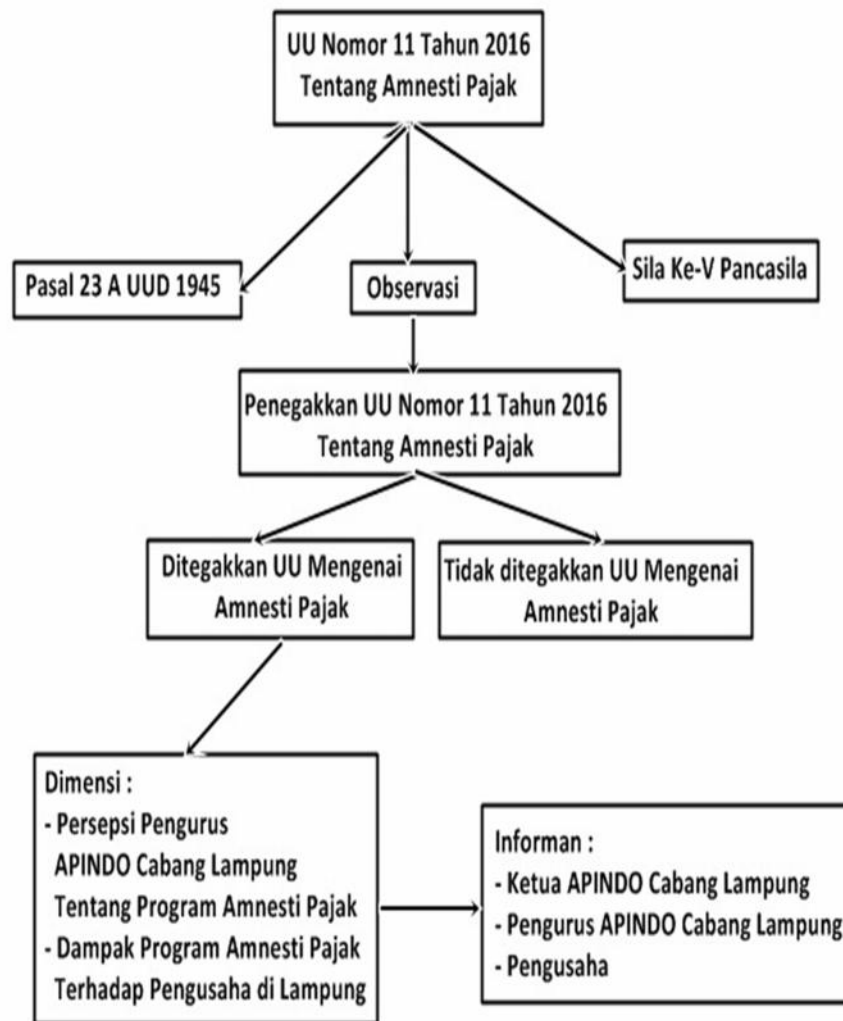 UU Nomor 11 Tahun 2016
Tentang Amnesti Pajak
Pasal 23 A UUD 1945
Observasi
Sila Ke-V Pancasila
Penegakkan UU Nomor 11 Tahun 2016
Tentang Amnesti Pajak
Ditegakkan UU Mengenai
Amnesti Pajak
Tidak ditegakkan UU Mengenai
Amnesti Pajak
Dimensi :
- Persepsi Pengurus
APINDO Cabang Lampung
Tentang Program Amnesti Pajak
- Dampak Program Amnesti Pajak
Terhadap Pengusaha di Lampung
Informan :
- Ketua APINDO Cabang Lampung
- Pengurus APINDO Cabang Lampung
- Pengusaha